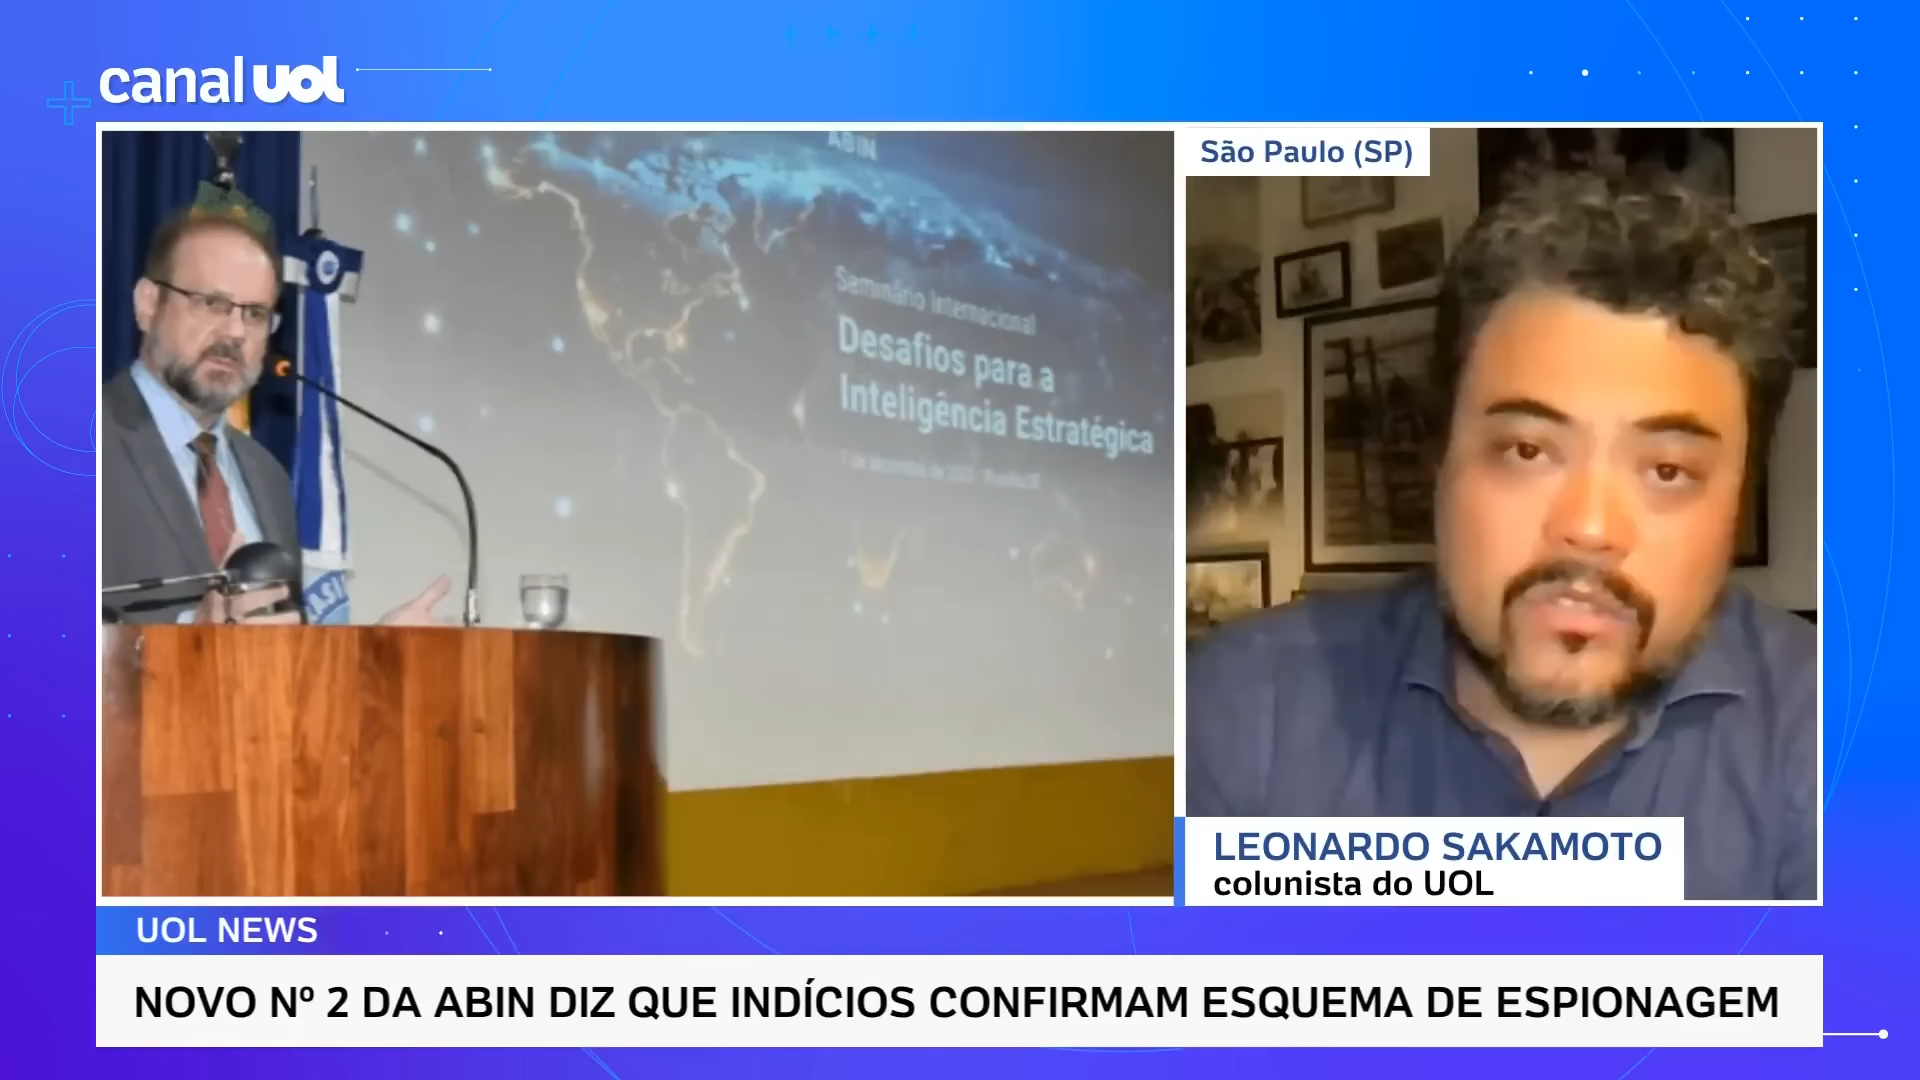 canal uol
ABIN
Seminário Internacional
Desafios para a
Inteligência Estratégica
São Paulo (SP)
LEONARDO SAKAMOTO
colunista do UOL
UOL NEWS
NOVO Nº 2 DA ABIN DIZ QUE INDÍCIOS CONFIRMAM ESQUEMA DE ESPIONAGEM